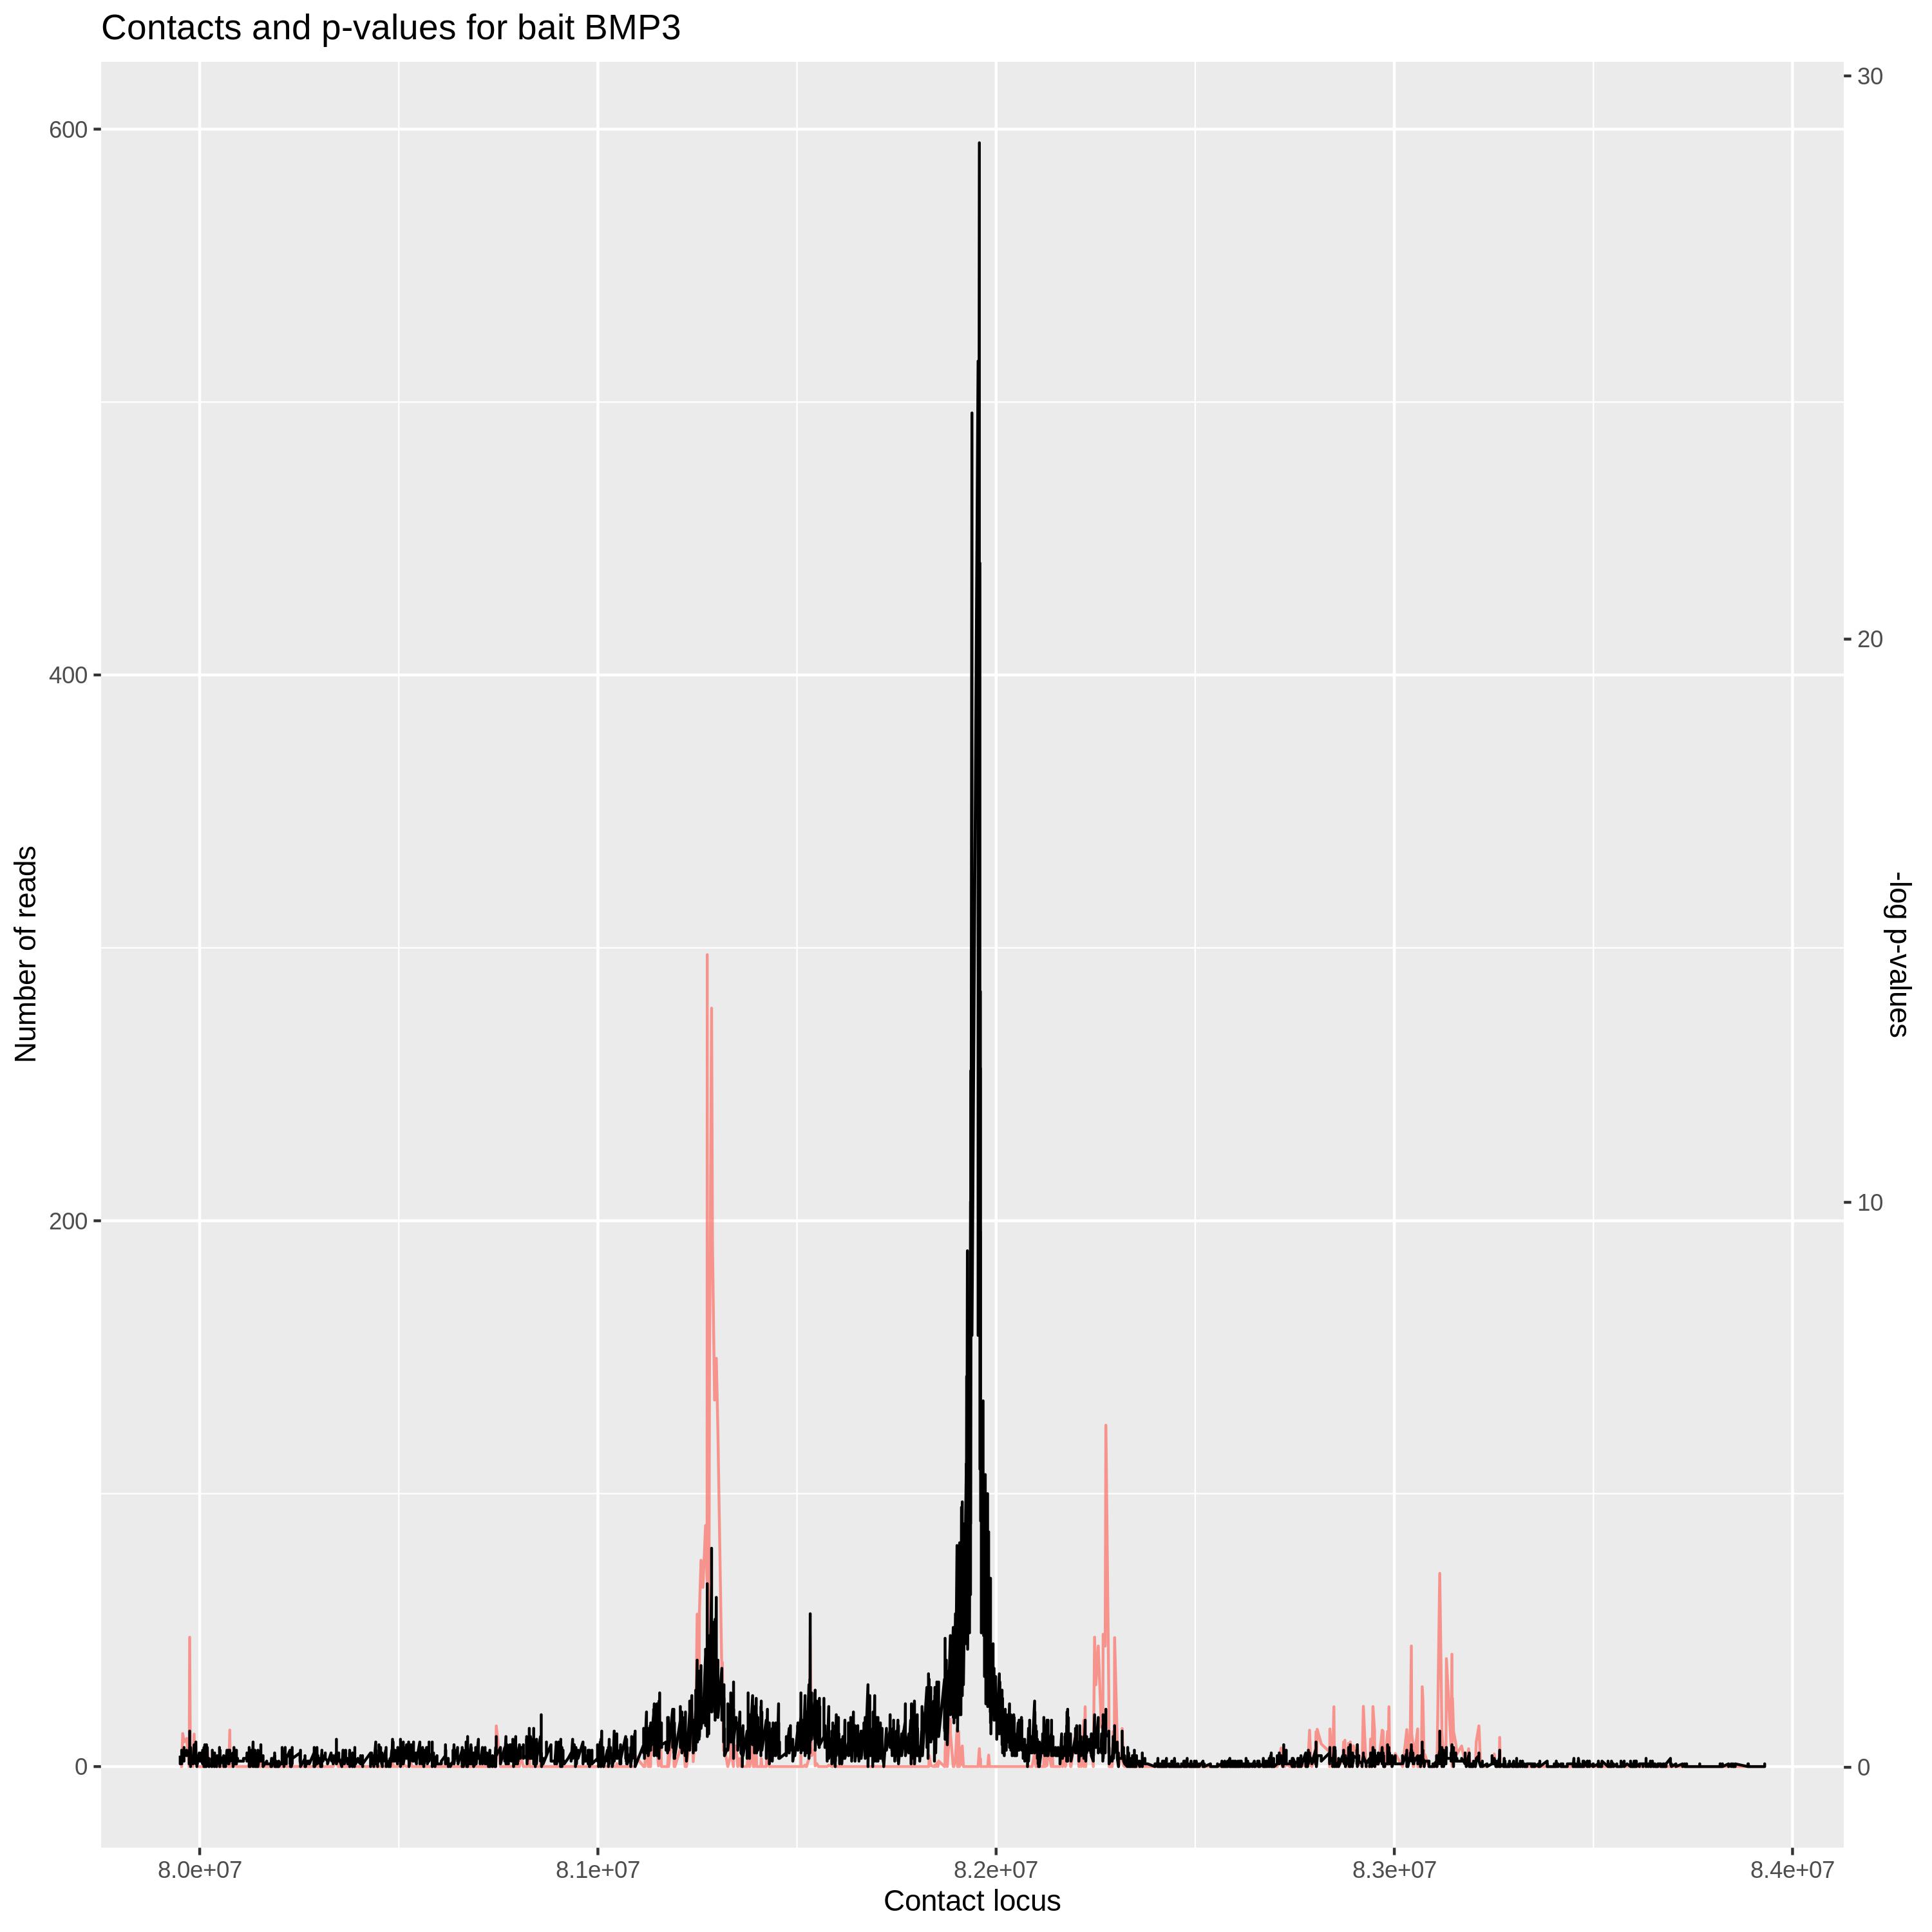 Contacts and p-values for bait BMP3
600
400
200
0
Number of reads
30
20
10
0
-log p-values
8.0e+07
8.1e+07
8.2e+07
8.3e+07
8.4e+07
Contact locus